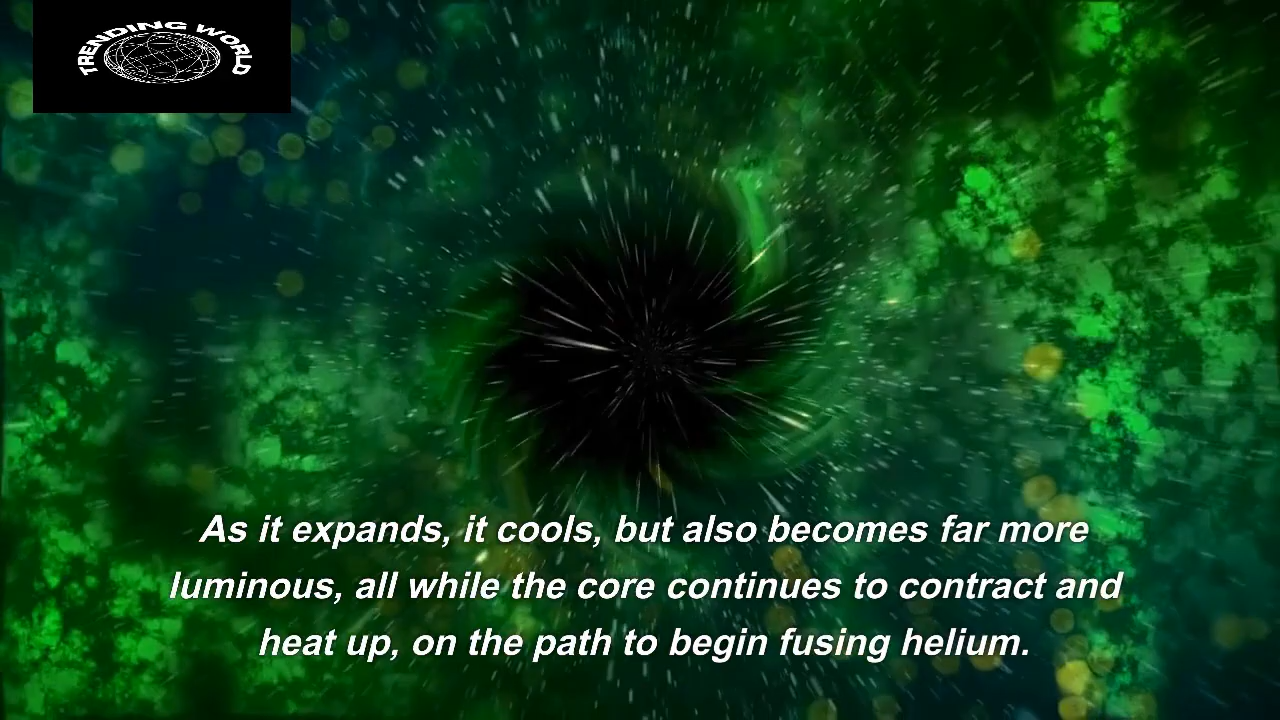 TRENDING WORLD
As it expands, it cools, but also becomes far more
luminous, all while the core continues to contract and
heat up, on the path to begin fusing helium.